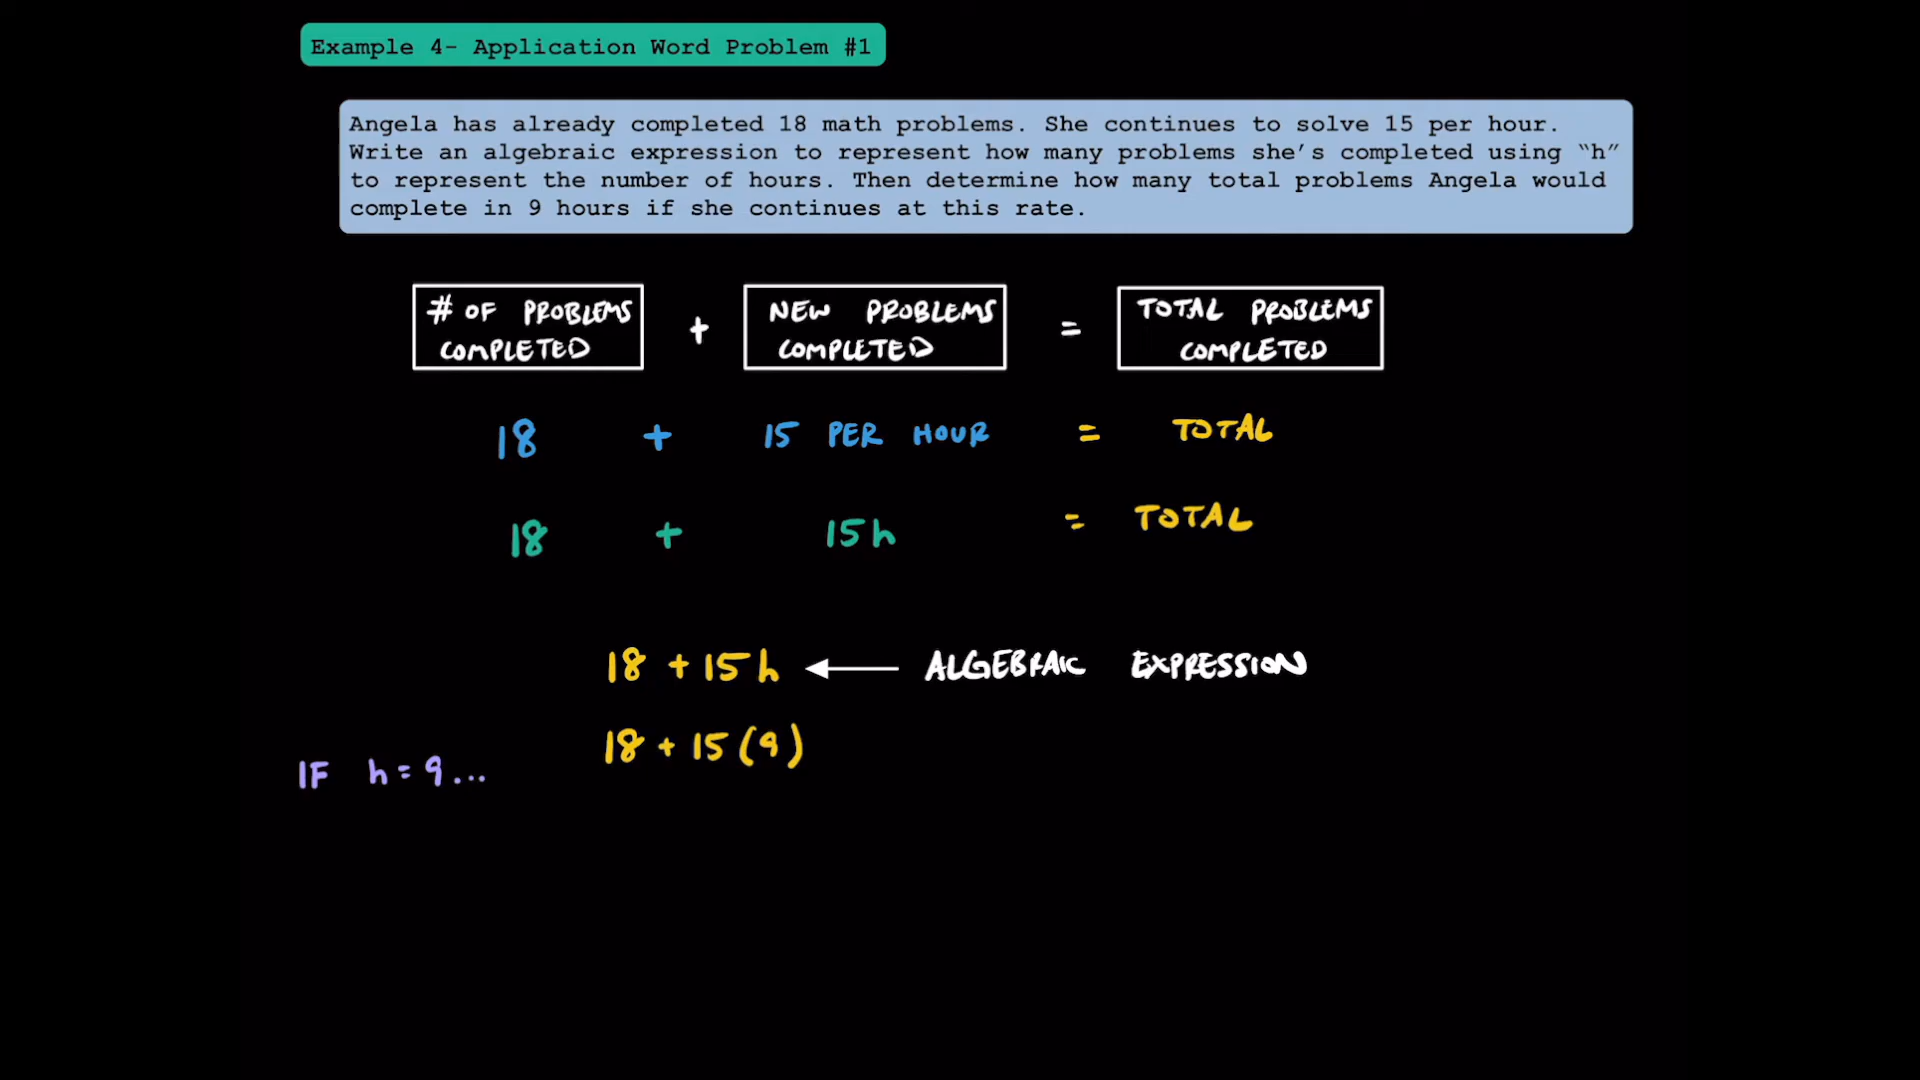 Example 4- Application Word Problem #1
Angela has already completed 18 math problems. She continues to solve 15 per hour.
Write an algebraic expression to represent how many problems she's completed using “h”
to represent the number of hours. Then determine how many total problems Angela would
complete in 9 hours if she continues at this rate.
# OF PROBLEMS COMPLETED + NEW PROBLEMS COMPLETED = TOTAL PROBLEMS COMPLETED
18 + 15 PER HOUR = TOTAL
18 + 15h = TOTAL
18 + 15h ← ALGEBRAIC EXPRESSION
18 + 15(9)
IF h=9...